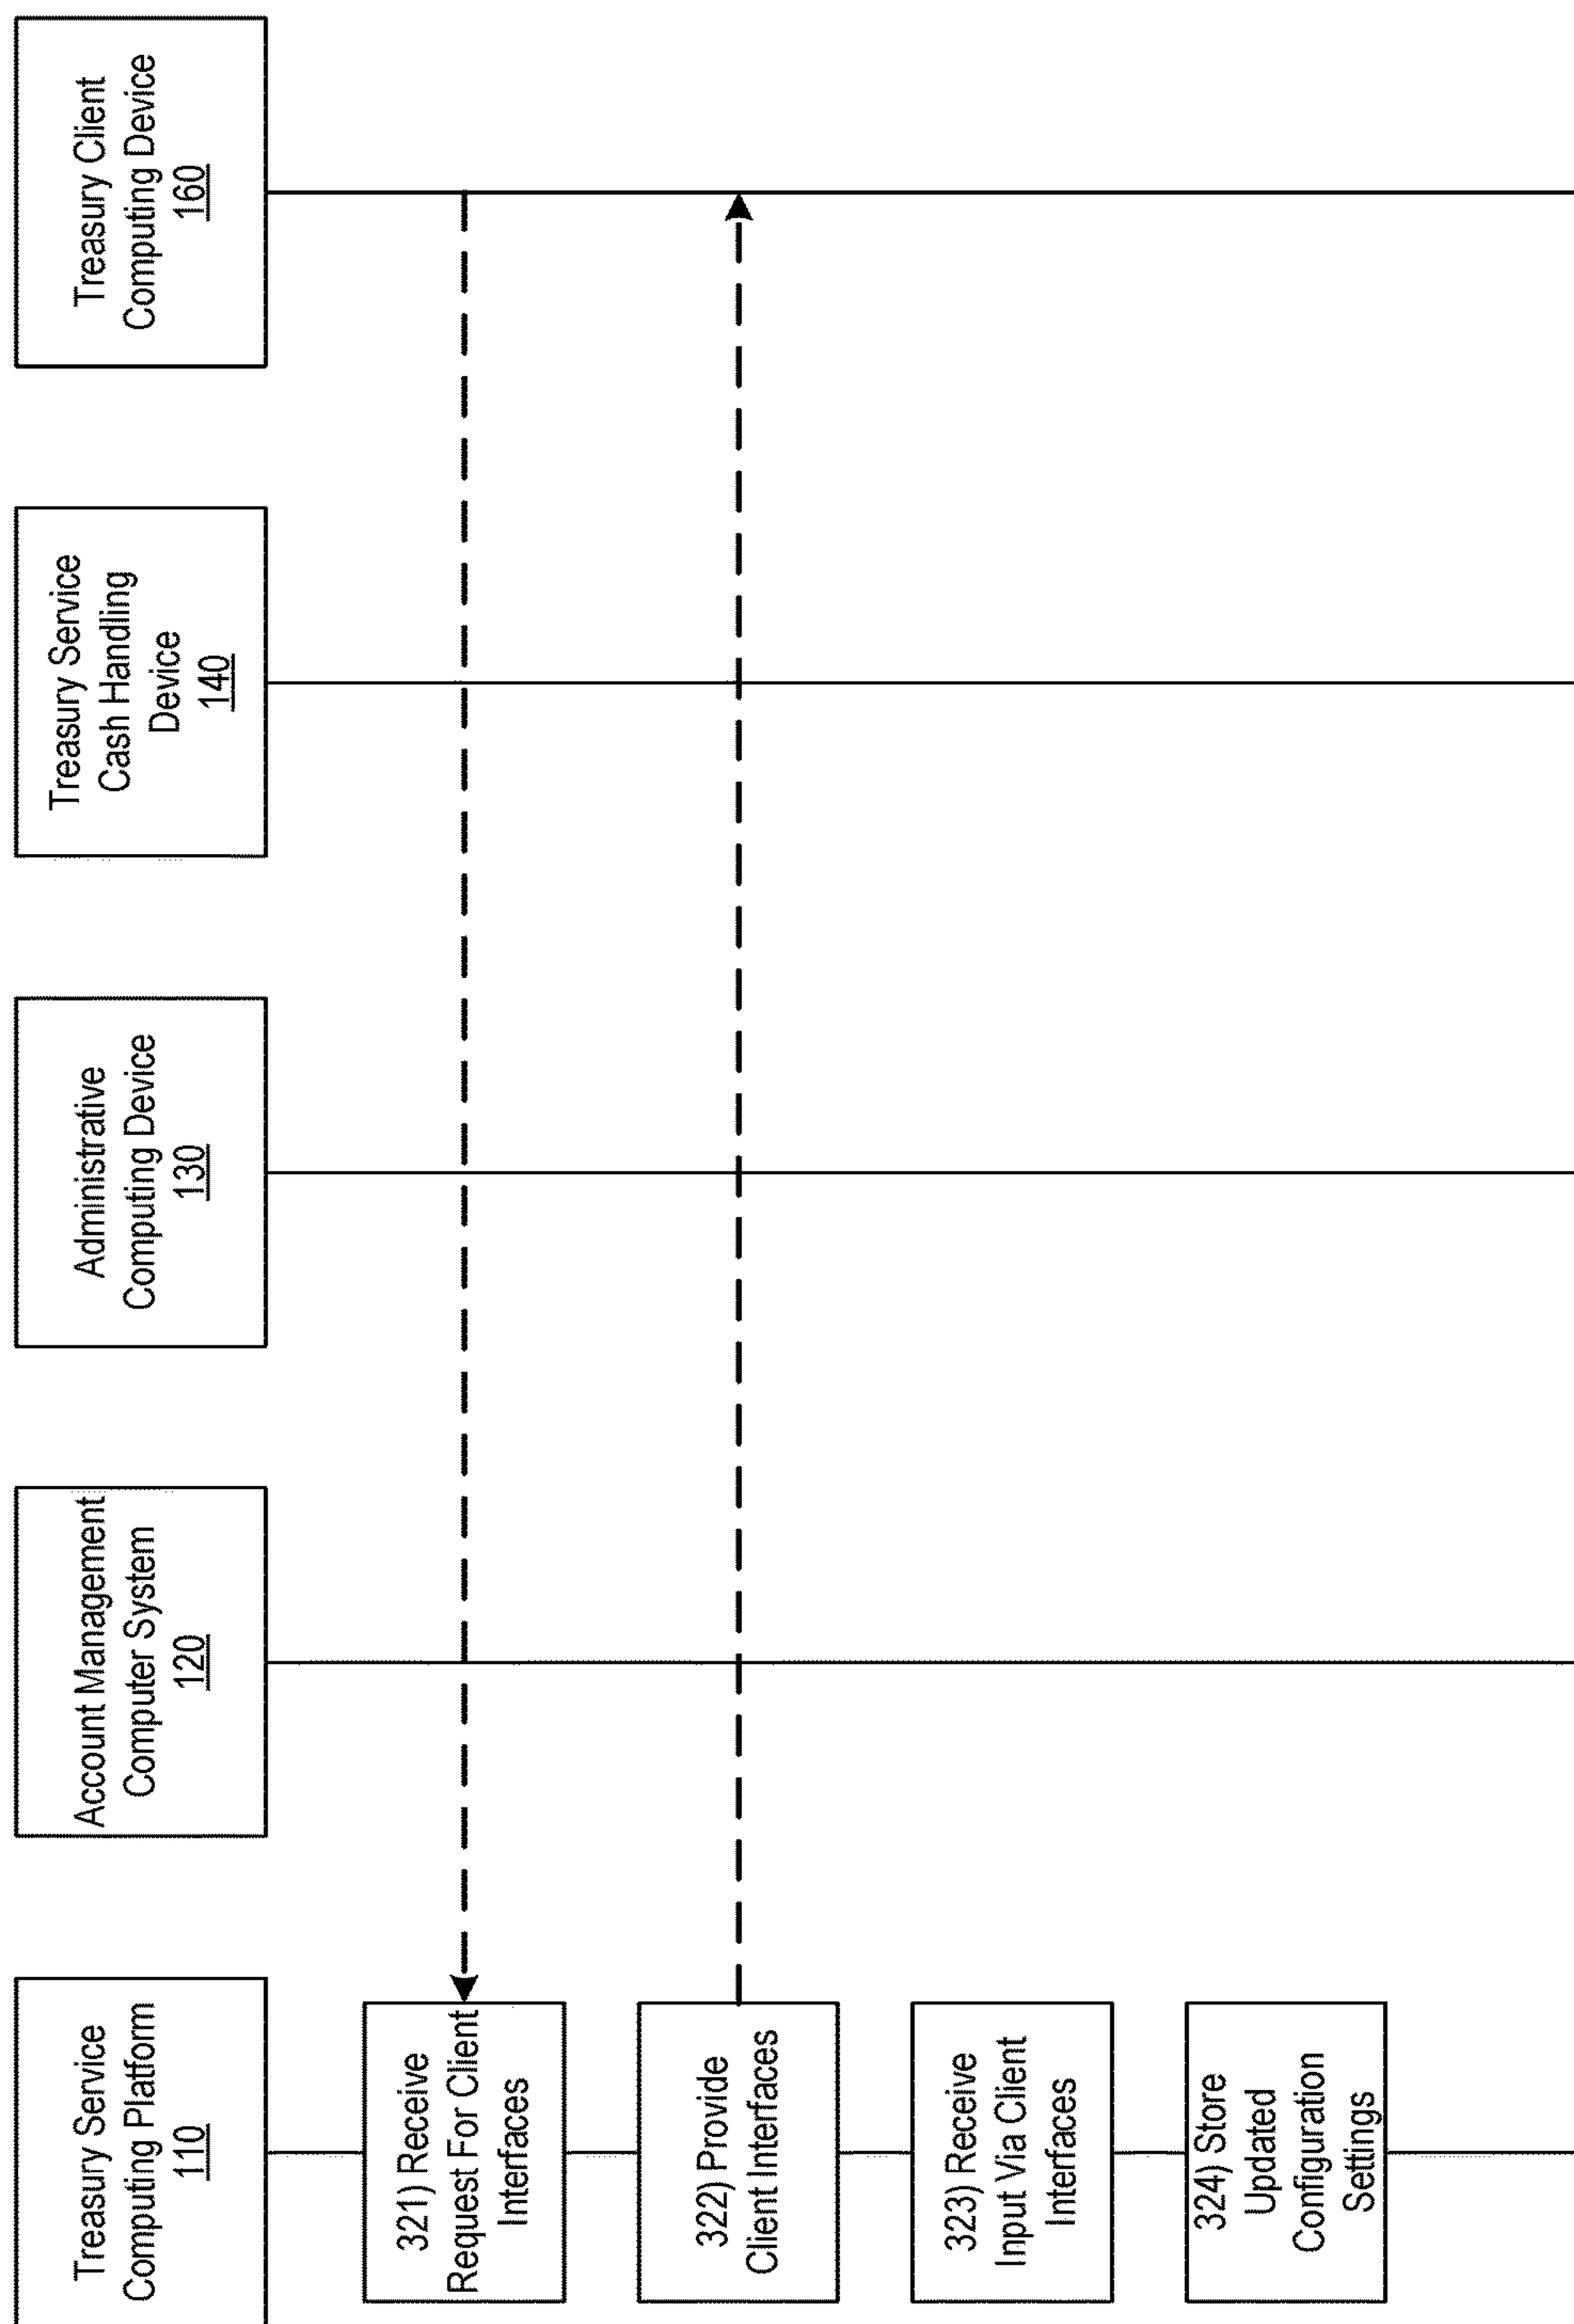 Treasury Service
Computing Platform
110
Account Management
Computer System
120
Administrative
Computing Device
130
Treasury Service
Cash Handling
Device
140
Treasury Client
Computing Device
160
321) Receive
Request For Client
Interfaces
322) Provide
Client Interfaces
323) Receive
Input Via Client
Interfaces
324) Store
Updated
Configuration
Settings